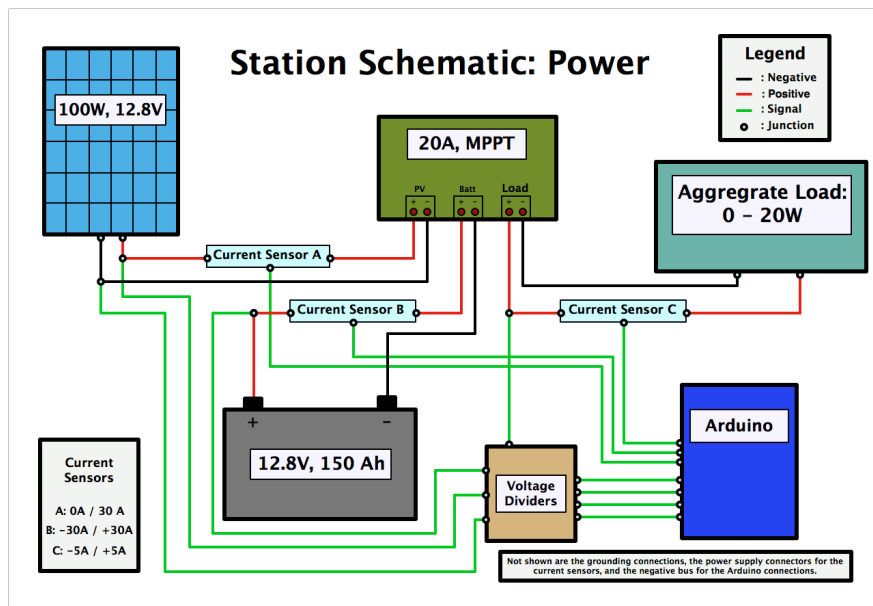 Station Schematic: Power
Legend
: Negative
: Positive
: Signal
: Junction
100W, 12.8V
20A, MPPT
PV
Batt
Load
+ −
+ −
+ −
Aggregrate Load:
0 – 20W
Current Sensor A
Current Sensor B
Current Sensor C
+
−
12.8V, 150 Ah
Arduino
Voltage
Dividers
Current
Sensors
A: 0A / 30 A
B: −30A / +30A
C: −5A / +5A
Not shown are the grounding connections, the power supply connectors for the
current sensors, and the negative bus for the Arduino connections.